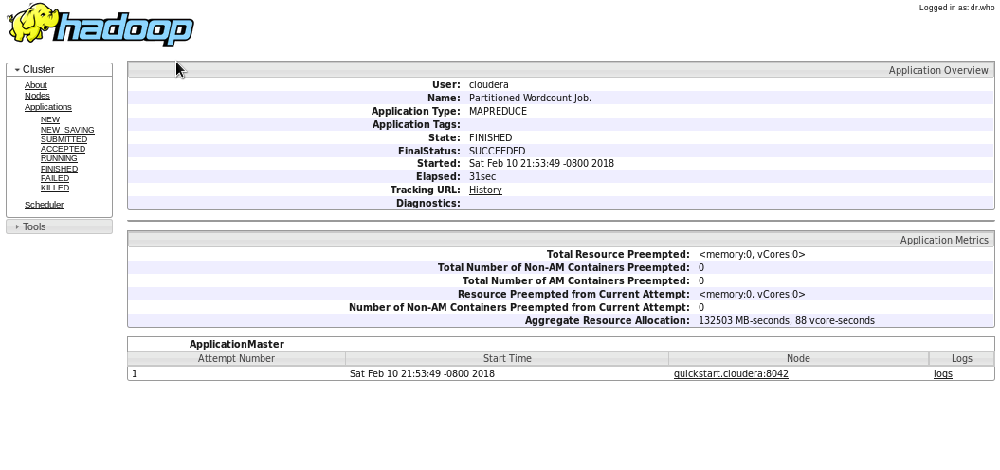 hadoop
Logged in as: dr.who
Cluster
About
Nodes
Applications
NEW
NEW_SAVING
SUBMITTED
ACCEPTED
RUNNING
FINISHED
FAILED
KILLED
Scheduler
Tools
Application Overview
User: cloudera
Name: Partitioned Wordcount Job.
Application Type: MAPREDUCE
Application Tags:
State: FINISHED
FinalStatus: SUCCEEDED
Started: Sat Feb 10 21:53:49 -0800 2018
Elapsed: 31sec
Tracking URL: History
Diagnostics:
Application Metrics
Total Resource Preempted: <memory:0, vCores:0>
Total Number of Non-AM Containers Preempted: 0
Total Number of AM Containers Preempted: 0
Resource Preempted from Current Attempt: <memory:0, vCores:0>
Number of Non-AM Containers Preempted from Current Attempt: 0
Aggregate Resource Allocation: 132503 MB-seconds, 88 vcore-seconds
ApplicationMaster
Attempt Number Start Time Node Logs
1 Sat Feb 10 21:53:49 -0800 2018 quickstart.cloudera:8042 logs